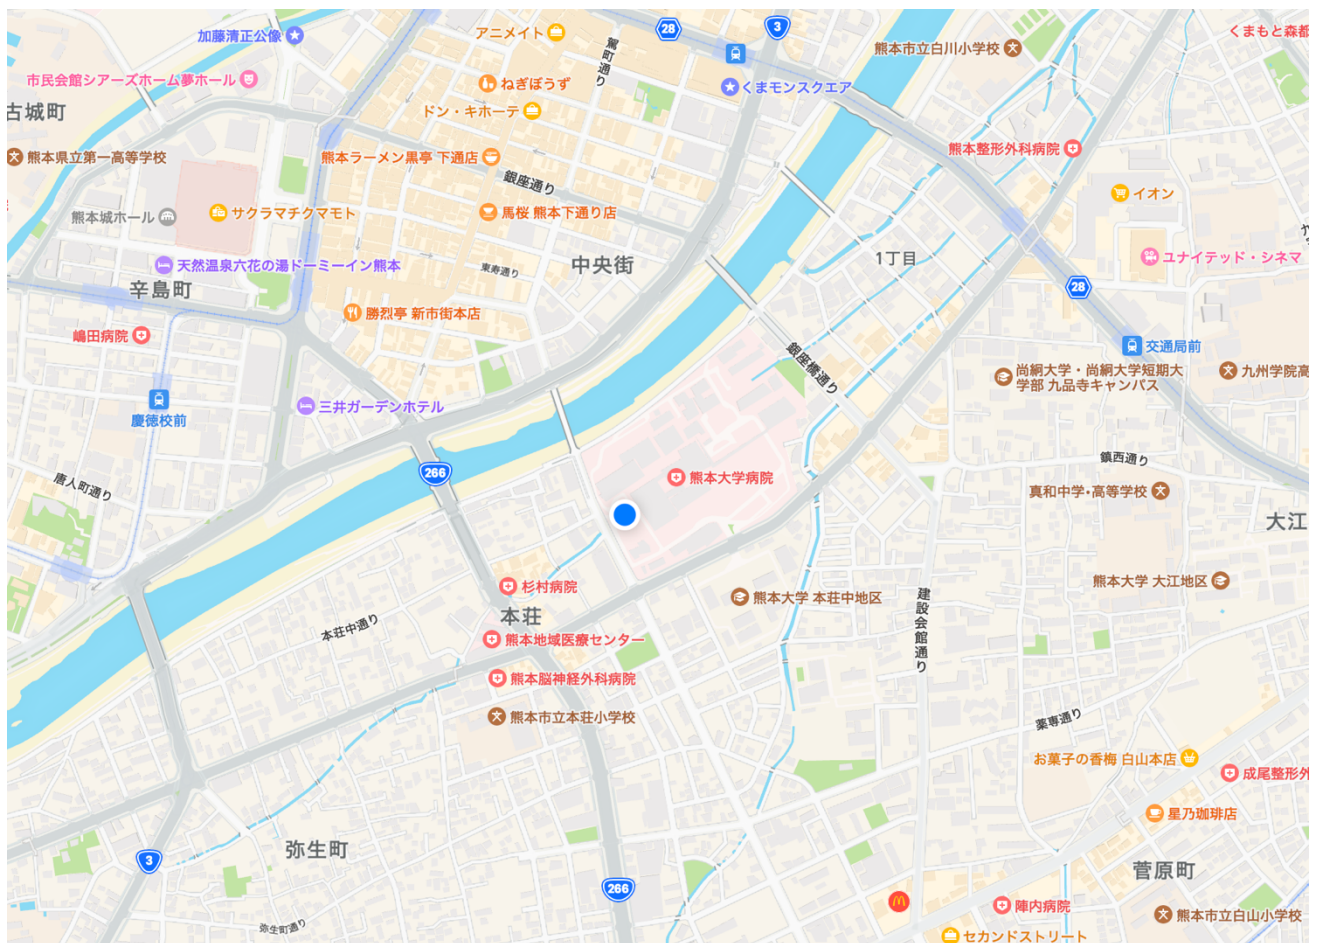 加藤清正公像
アニメイト
28
3
熊本市立白川小学校
くまもと森都
市民会館シアーズホーム夢ホール
駕町通り
ねぎぼうず
くまモンスクエア
古城町
ドン・キホーテ
熊本県立第一高等学校
熊本ラーメン黒亭 下通店
熊本整形外科病院
銀座通り
イオン
熊本城ホール
サクラマチクマモト
馬桜 熊本下通り店
天然温泉六花の湯ドーミーイン熊本
東寿通り
中央街
1丁目
ユナイテッド・シネマ
辛島町
28
勝烈亭 新市街本店
嶋田病院
交通局前
銀座橋通り
尚絅大学・尚絅大学短期大
学部 九品寺キャンパス
九州学院高
三井ガーデンホテル
慶徳校前
266
鎮西通り
唐人町通り
熊本大学病院
真和中学・高等学校
大江
杉村病院
熊本大学 本荘中地区
熊本大学 大江地区
建設会館通り
本荘
本荘中通り
熊本地域医療センター
熊本脳神経外科病院
熊本市立本荘小学校
薬専通り
お菓子の香梅 白山本店
成尾整形外
星乃珈琲店
弥生町
3
菅原町
266
陣内病院
熊本市立白山小学校
弥生町通り
セカンドストリート